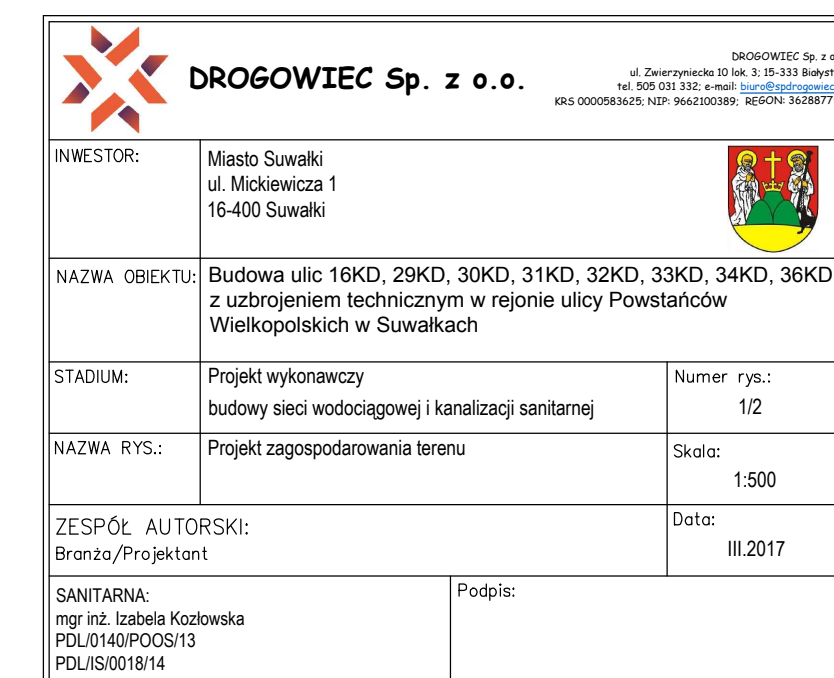 DROGOWIEC Sp. z o.o.
DROGOWIEC Sp. z
ul. Zwierzyniecka 10 lok. 3; 15-333
tel. 505 031 332; e-mail:
KRS 0000583625; NIP: 9662100389; REGON:
INWESTOR:
Miasto Suwałki
ul. Mickiewicza 1
16-400 Suwałki
NAZWA OBIEKTU:
Budowa ulic 16KD, 29KD, 30KD, 31KD, 32KD, 33KD, 34KD, 36KD
z uzbrojeniem technicznym w rejonie ulicy Powstańców
Wielkopolskich w Suwałkach
STADIUM:
Projekt wykonawczy
budowy sieci wodociągowej i kanalizacji sanitarnej
Numer rys.:
1/2
NAZWA RYS.:
Projekt zagospodarowania terenu
Skala:
1:500
ZESPÓŁ AUTORSKI:
Branża/Projektant
Data:
III.2017
SANITARNA:
mgr inż. Izabela Kozłowska
PDL/0140/POOS/13
PDL/IS/0018/14
Podpis: